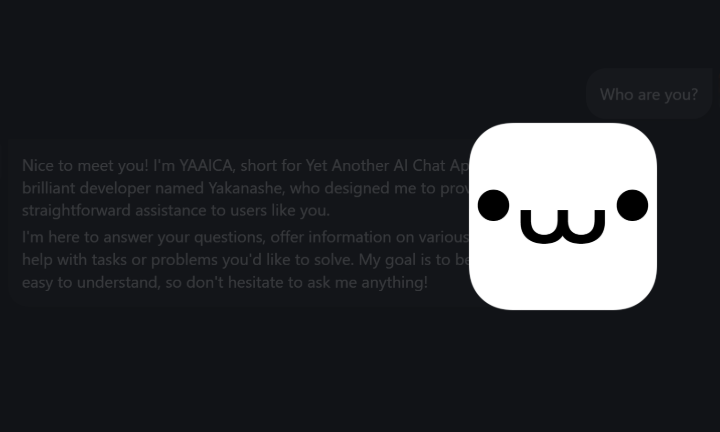 Who are you?
Nice to meet you! I'm YAAICA, short for Yet Another AI Chat
brilliant developer named Yakanashe, who designed me to
straightforward assistance to users like you.
I'm here to answer your questions, offer information on various
help with tasks or problems you'd like to solve. My goal is to be
easy to understand, so don't hesitate to ask me anything!